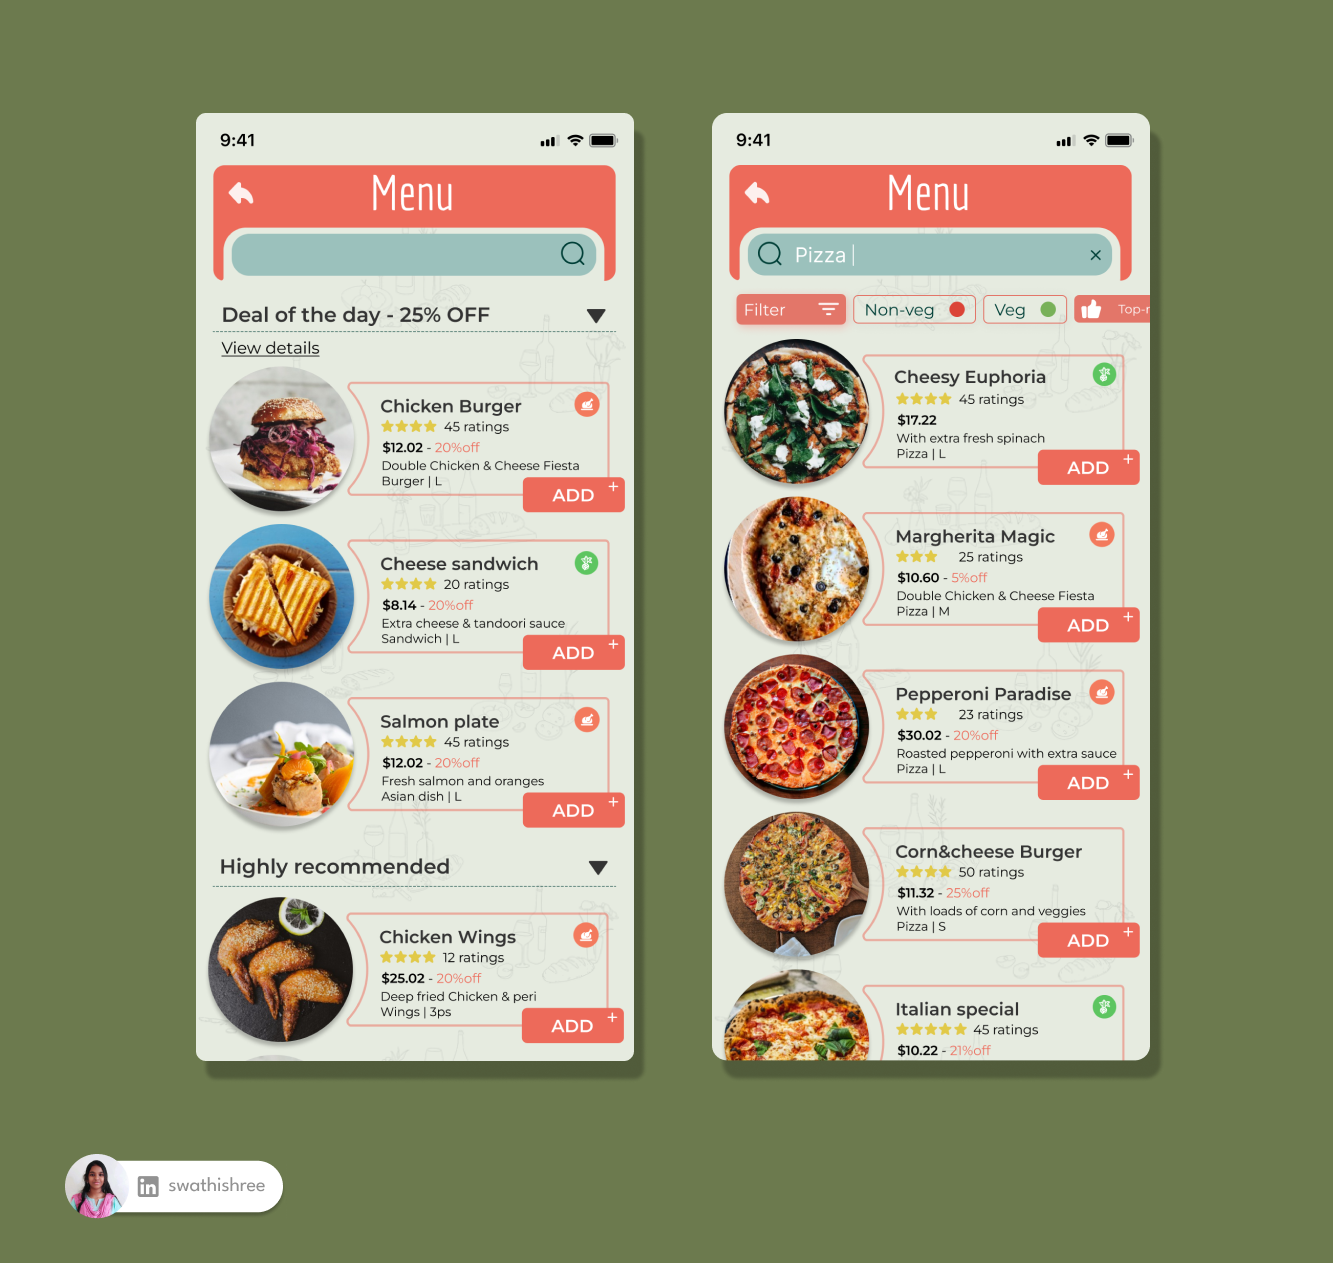 9:41
Menu
Deal of the day - 25% OFF
View details
Chicken Burger
45 ratings
$12.02 - 20%off
Double Chicken & Cheese Fiesta
Burger | L
ADD +
Cheese sandwich
20 ratings
$8.14 - 20%off
Extra cheese & tandoori sauce
Sandwich | L
ADD +
Salmon plate
45 ratings
$12.02 - 20%off
Fresh salmon and oranges
Asian dish | L
ADD +
Highly recommended
Chicken Wings
12 ratings
$25.02 - 20%off
Deep fried Chicken & peri
Wings | 3ps
ADD +
9:41
Menu
Pizza
Filter Non-veg Veg Top-r
Cheesy Euphoria
45 ratings
$17.22
With extra fresh spinach
Pizza | L
ADD +
Margherita Magic
25 ratings
$10.60 - 5%off
Double Chicken & Cheese Fiesta
Pizza | M
ADD +
Pepperoni Paradise
23 ratings
$30.02 - 20%off
Roasted pepperoni with extra sauce
Pizza | L
ADD +
Corn&cheese Burger
50 ratings
$11.32 - 25%off
With loads of corn and veggies
Pizza | S
ADD +
Italian special
45 ratings
$10.22 - 21%off
in swathishree